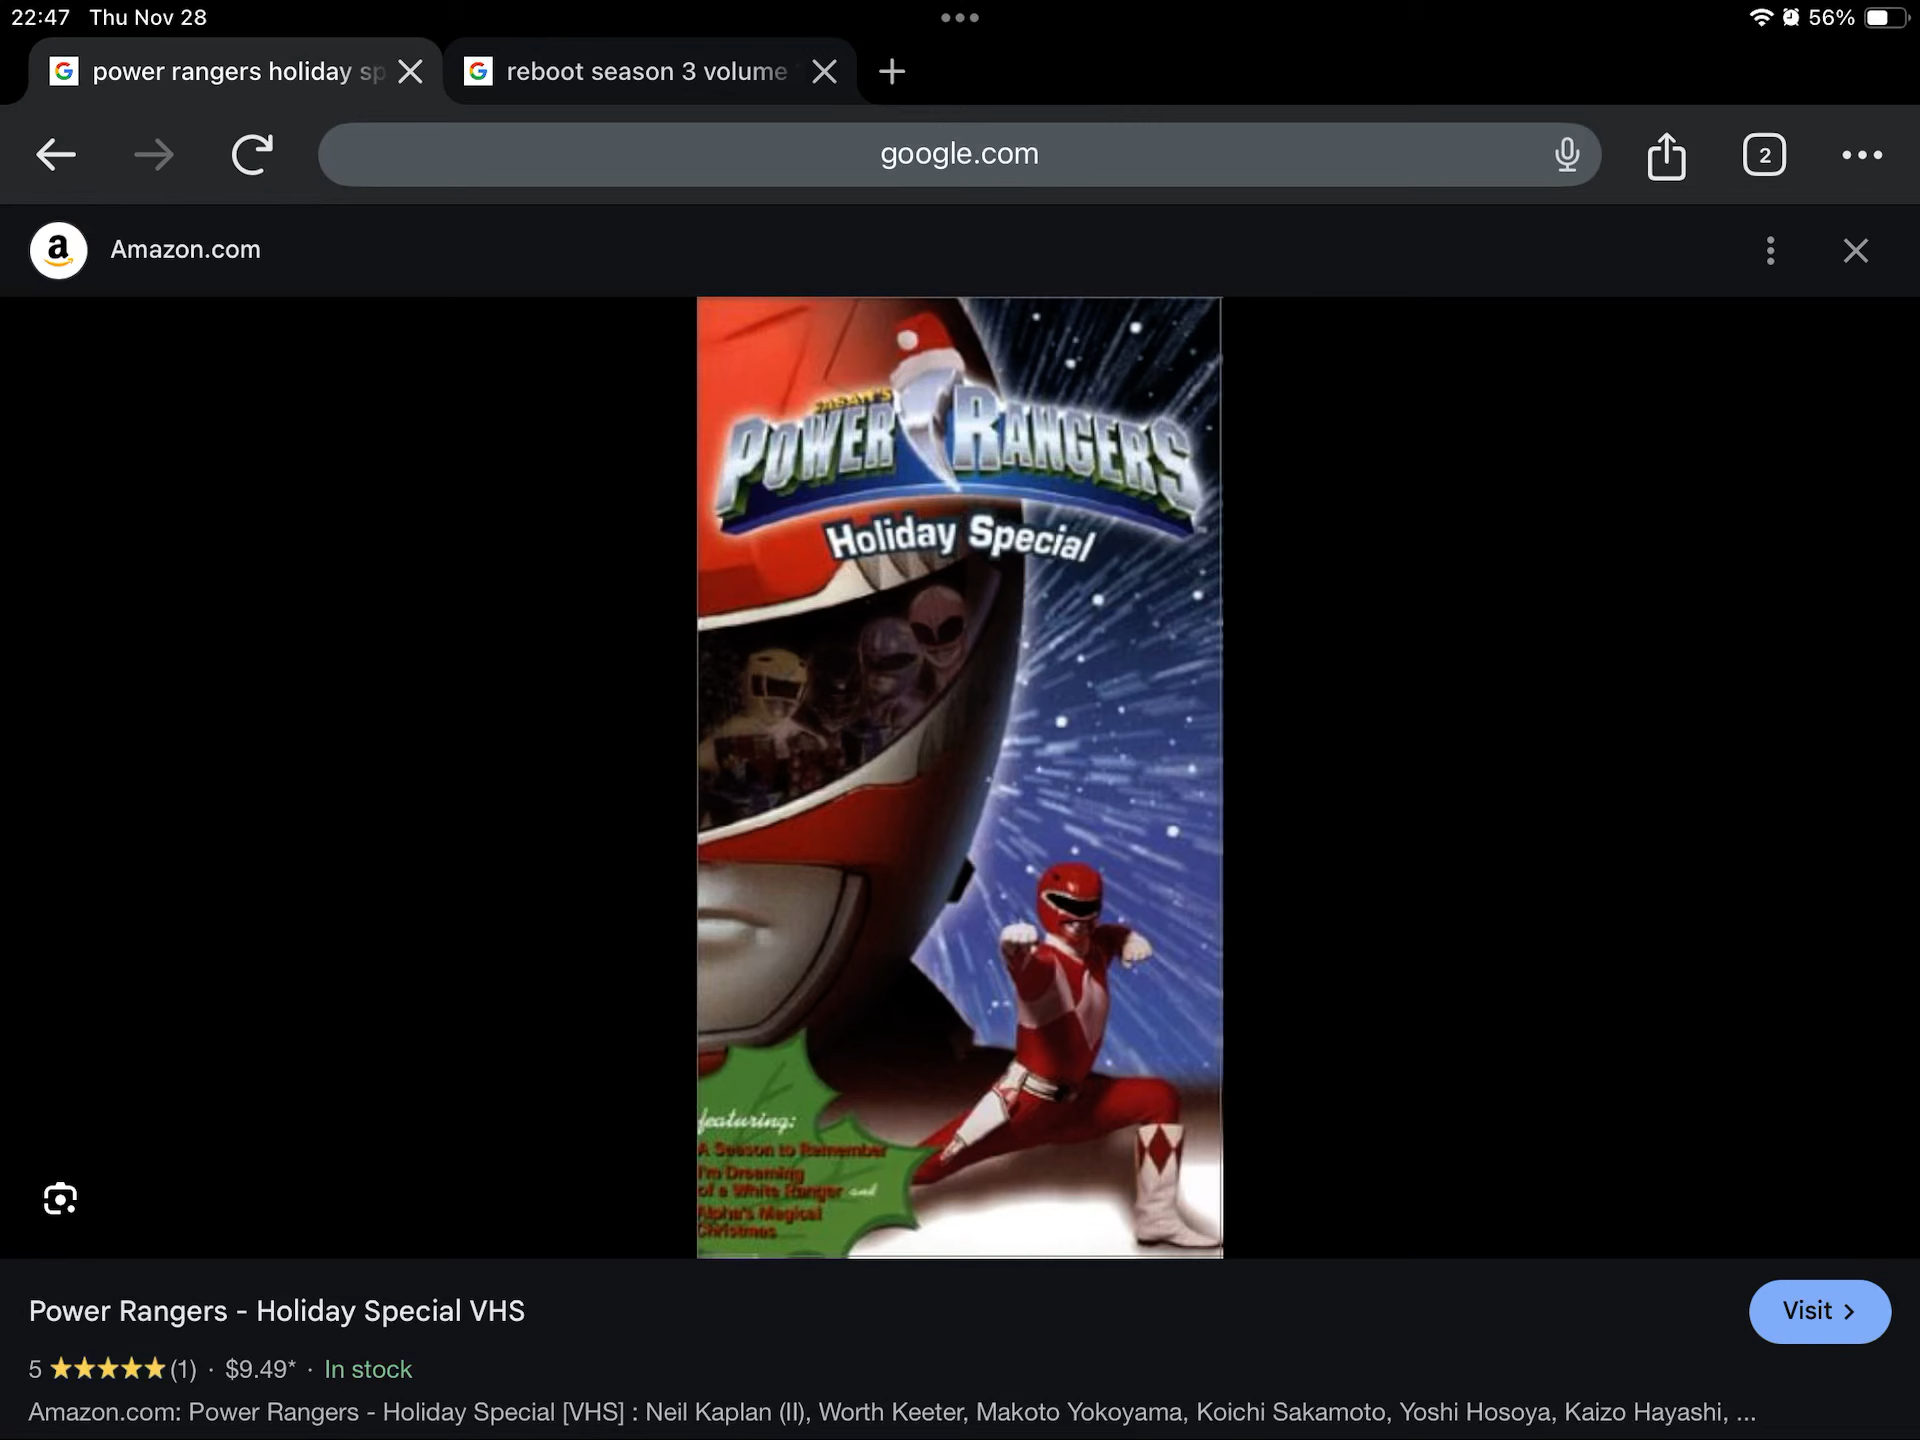 22:47 Thu Nov 28
56%
power rangers holiday sp
reboot season 3 volume
google.com
2
Amazon.com
SABAN'S
POWER RANGERS
Holiday Special
featuring:
A Season to Remember
I'm Dreaming
of a White Ranger and
Alpha's Magical
Christmas
Power Rangers - Holiday Special VHS
Visit >
5 ★★★★★ (1) · $9.49* · In stock
Amazon.com: Power Rangers - Holiday Special [VHS] : Neil Kaplan (II), Worth Keeter, Makoto Yokoyama, Koichi Sakamoto, Yoshi Hosoya, Kaizo Hayashi, ...